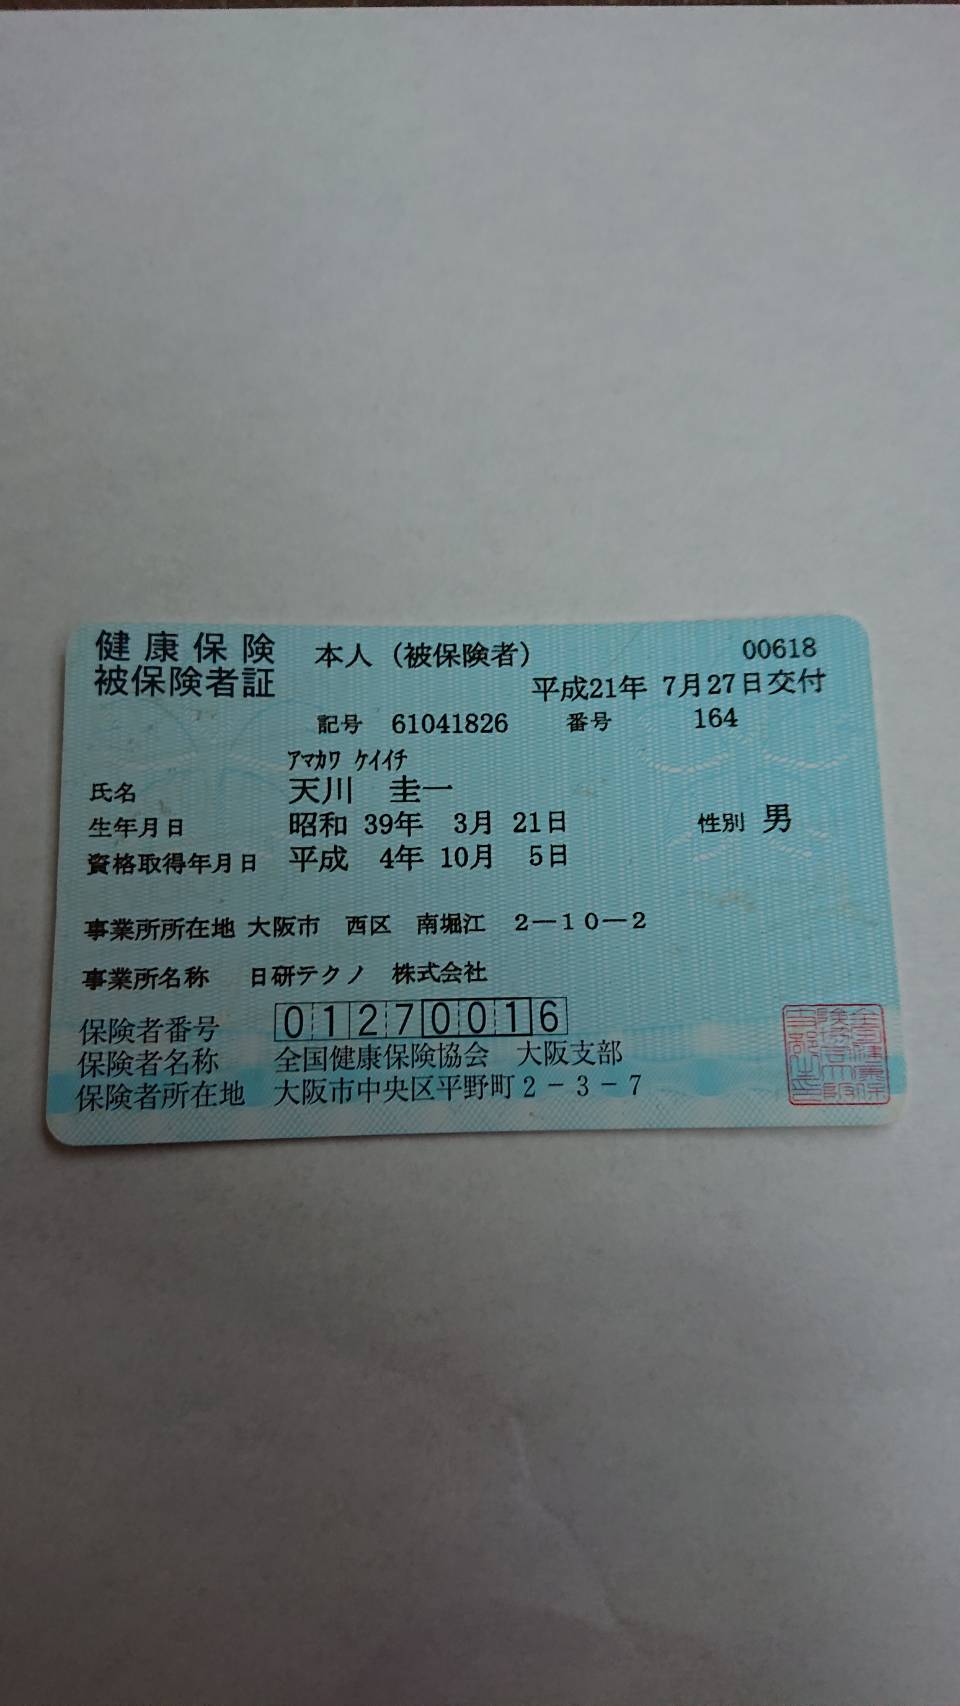 健康保険 本人（被保険者） 00618
被保険者証 平成21年 7月27日交付
記号 61041826 番号 164
ｱﾏｶﾜ ｹｲｲﾁ
氏名 天川 圭一
生年月日 昭和 39年 3月 21日 性別 男
資格取得年月日 平成 4年 10月 5日
事業所所在地 大阪市 西区 南堀江 2－10－2
事業所名称 日研テクノ 株式会社
保険者番号 01270016
保険者名称 全国健康保険協会 大阪支部
保険者所在地 大阪市中央区平野町2－3－7